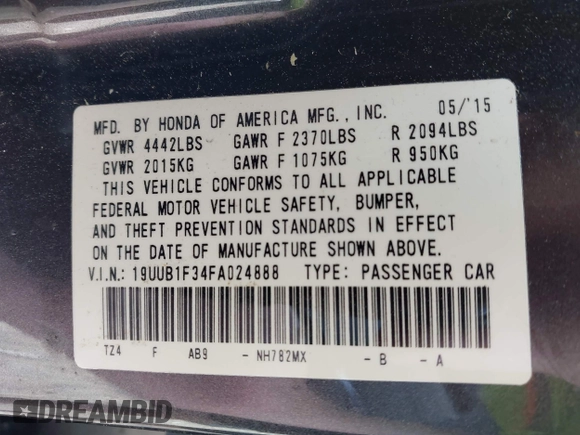 MFD. BY HONDA OF AMERICA MFG., INC. 05/'15
GVWR 4442LBS GAWR F 2370LBS R 2094LBS
GVWR 2015KG GAWR F 1075KG R 950KG
THIS VEHICLE CONFORMS TO ALL APPLICABLE
FEDERAL MOTOR VEHICLE SAFETY, BUMPER,
AND THEFT PREVENTION STANDARDS IN EFFECT
ON THE DATE OF MANUFACTURE SHOWN ABOVE.
V.I.N.: 19UUB1F34FA024888 TYPE: PASSENGER CAR
TZ4 F AB9 - NH782MX - B - A
DREAMBID